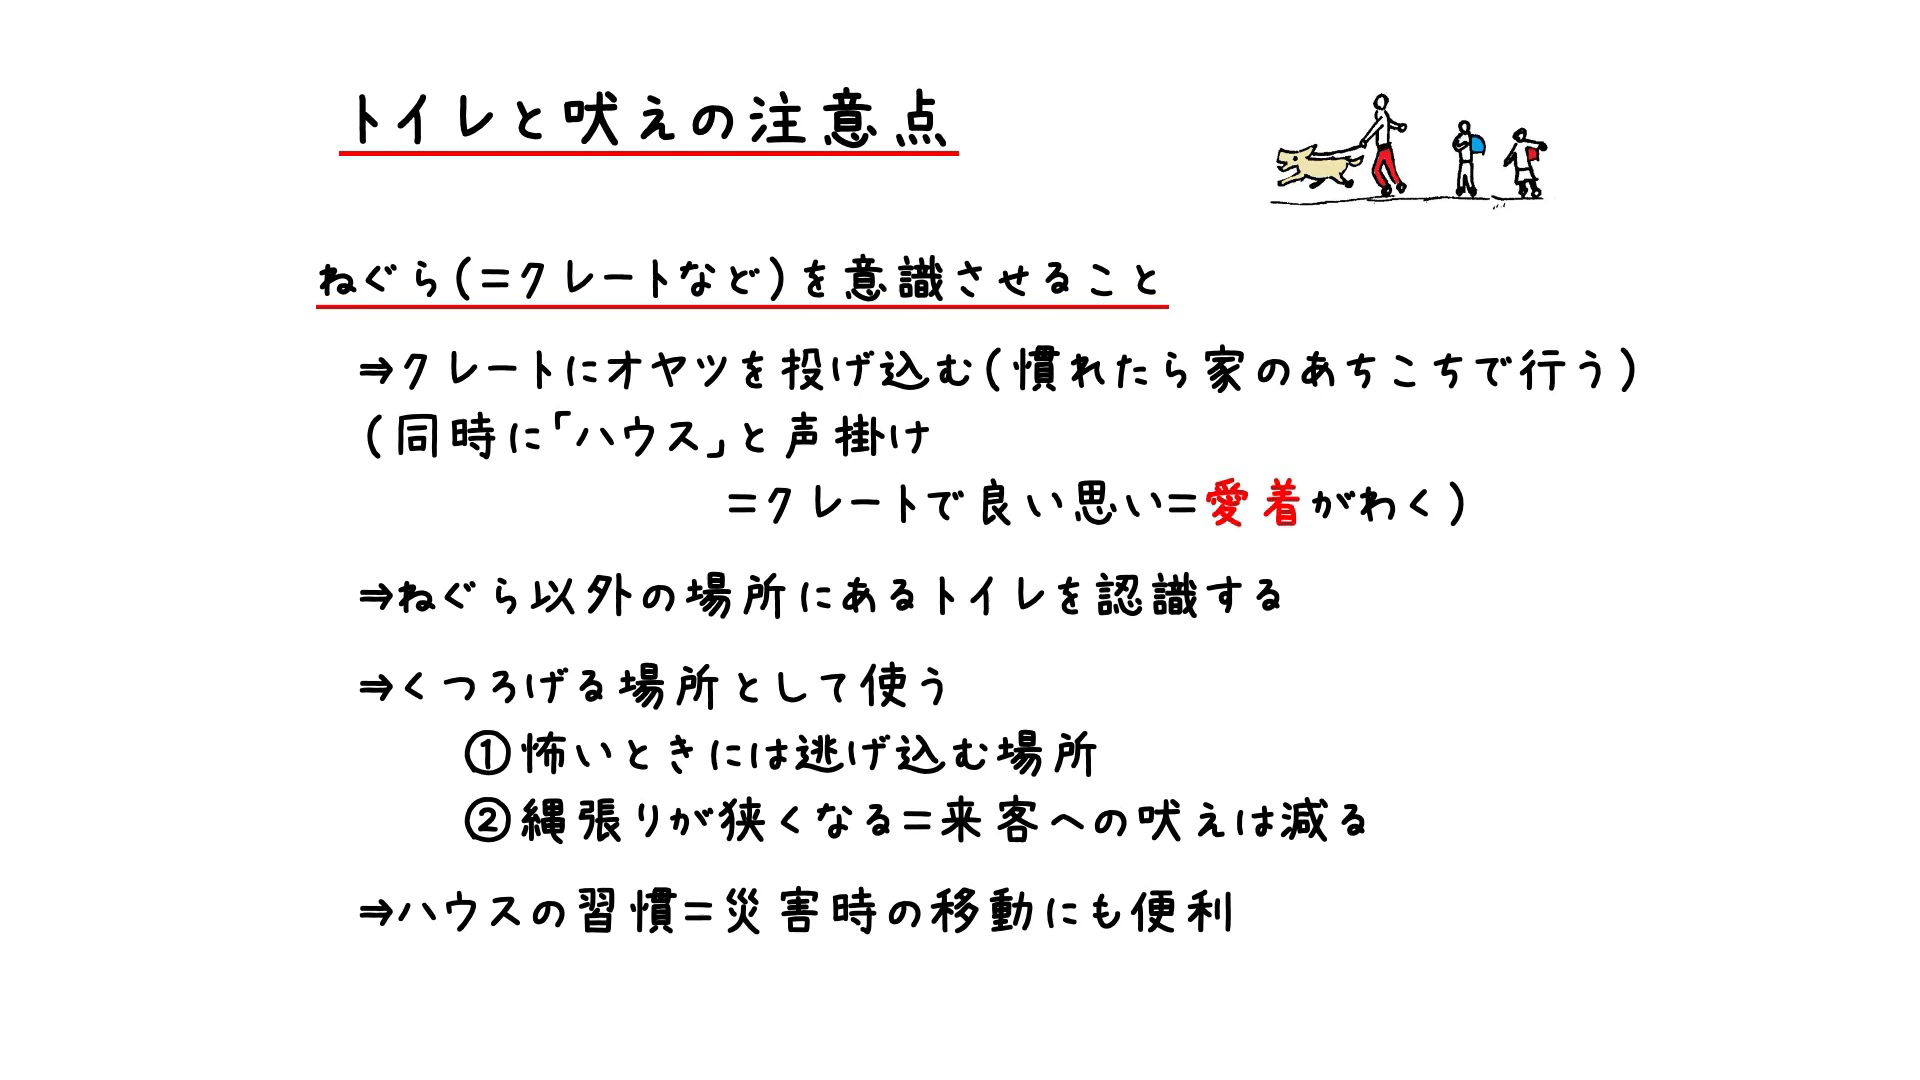 トイレと吠えの注意点
ねぐら(=クレートなど)を意識させること
⇒クレートにオヤツを投げ込む(慣れたら家のあちこちで行う)
(同時に「ハウス」と声掛け
=クレートで良い思い=愛着がわく)
⇒ねぐら以外の場所にあるトイレを認識する
⇒くつろげる場所として使う
①怖いときには逃げ込む場所
②縄張りが狭くなる=来客への吠えは減る
⇒ハウスの習慣=災害時の移動にも便利